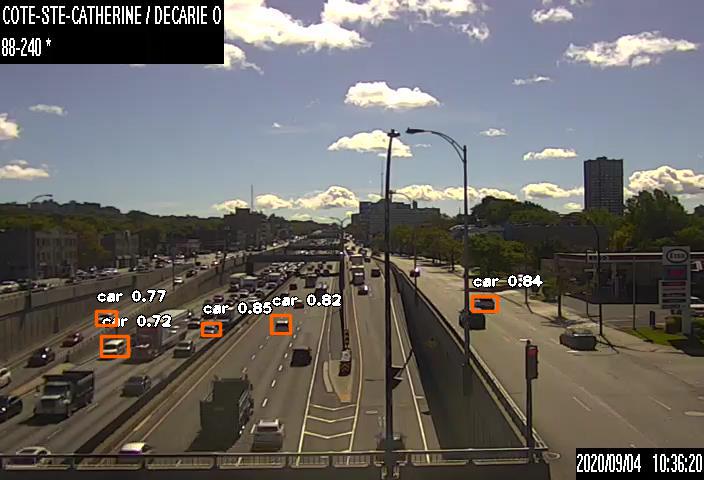 COTE-STE-CATHERINE / DECARIE O
88-240 *
car 0.84
car 0.77
car 0.82
car 0.85
car 0.72
Esso
2020/09/04 10:36:20